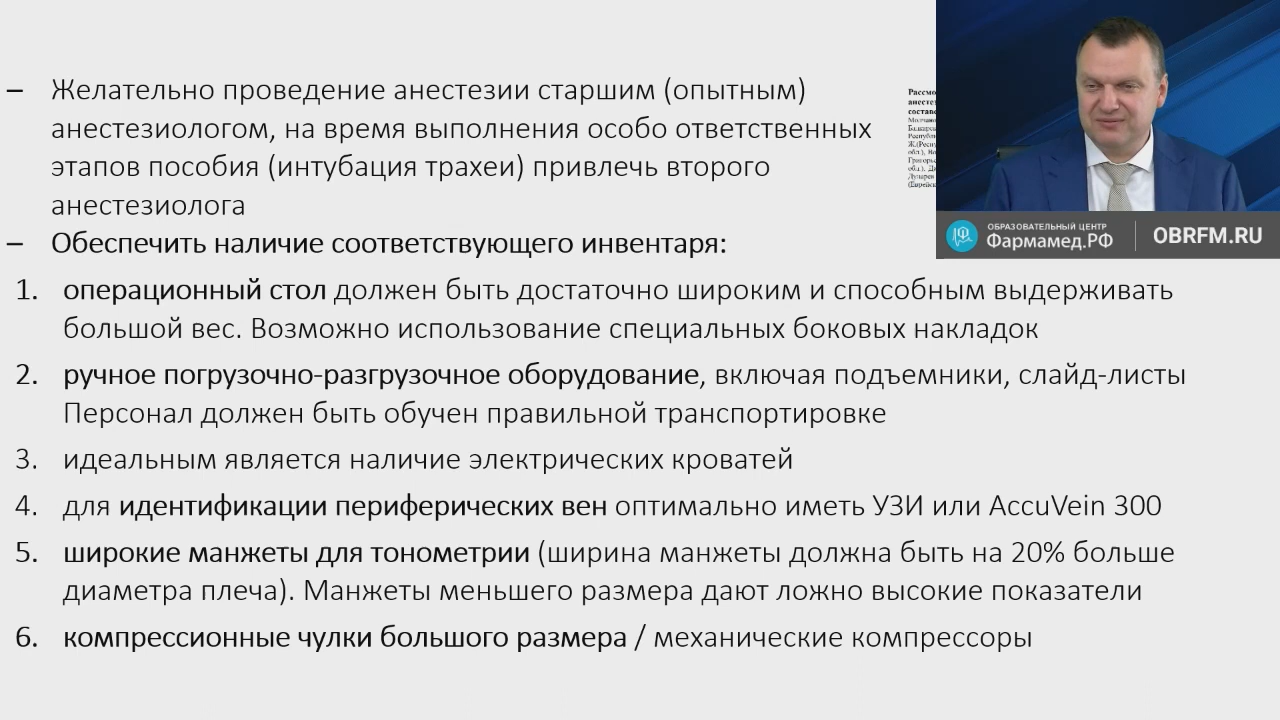 – Желательно проведение анестезии старшим (опытным)
анестезиологом, на время выполнения особо ответственных
этапов пособия (интубация трахеи) привлечь второго
анестезиолога
– Обеспечить наличие соответствующего инвентаря:
1. операционный стол должен быть достаточно широким и способным выдерживать
большой вес. Возможно использование специальных боковых накладок
2. ручное погрузочно-разгрузочное оборудование, включая подъемники, слайд-листы
Персонал должен быть обучен правильной транспортировке
3. идеальным является наличие электрических кроватей
4. для идентификации периферических вен оптимально иметь УЗИ или AccuVein 300
5. широкие манжеты для тонометрии (ширина манжеты должна быть на 20% больше
диаметра плеча). Манжеты меньшего размера дают ложно высокие показатели
6. компрессионные чулки большого размера / механические компрессоры
ОБРАЗОВАТЕЛЬНЫЙ ЦЕНТР
Фармамед.РФ
OBRFM.RU